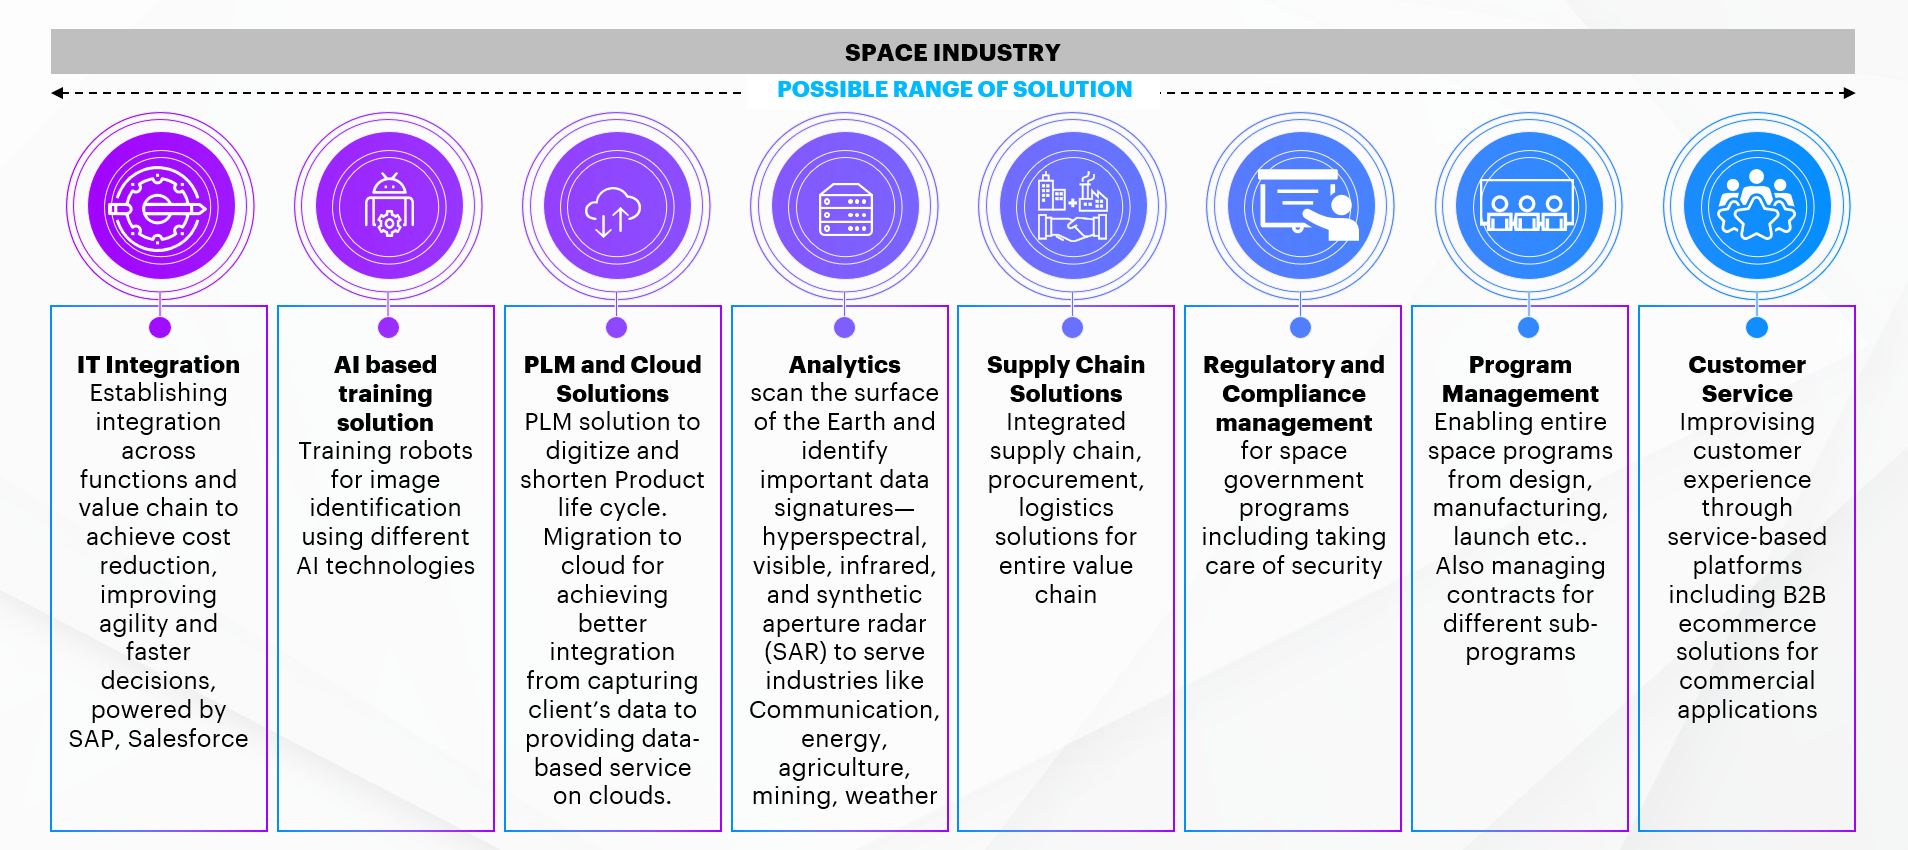 SPACE INDUSTRY
POSSIBLE RANGE OF SOLUTION
IT Integration
Establishing
integration
across
functions and
value chain to
achieve cost
reduction,
improving
agility and
faster
decisions,
powered by
SAP, Salesforce
AI based
training
solution
Training robots
for image
identification
using different
AI technologies
PLM and Cloud
Solutions
PLM solution to
digitize and
shorten Product
life cycle.
Migration to
cloud for
achieving
better
integration
from capturing
client’s data to
providing data-
based service
on clouds.
Analytics
scan the surface
of the Earth and
identify
important data
signatures—
hyperspectral,
visible, infrared,
and synthetic
aperture radar
(SAR) to serve
industries like
Communication,
energy,
agriculture,
mining, weather
Supply Chain
Solutions
Integrated
supply chain,
procurement,
logistics
solutions for
entire value
chain
Regulatory and
Compliance
management
for space
government
programs
including taking
care of security
Program
Management
Enabling entire
space programs
from design,
manufacturing,
launch etc..
Also managing
contracts for
different sub-
programs
Customer
Service
Improvising
customer
experience
through
service-based
platforms
including B2B
ecommerce
solutions for
commercial
applications